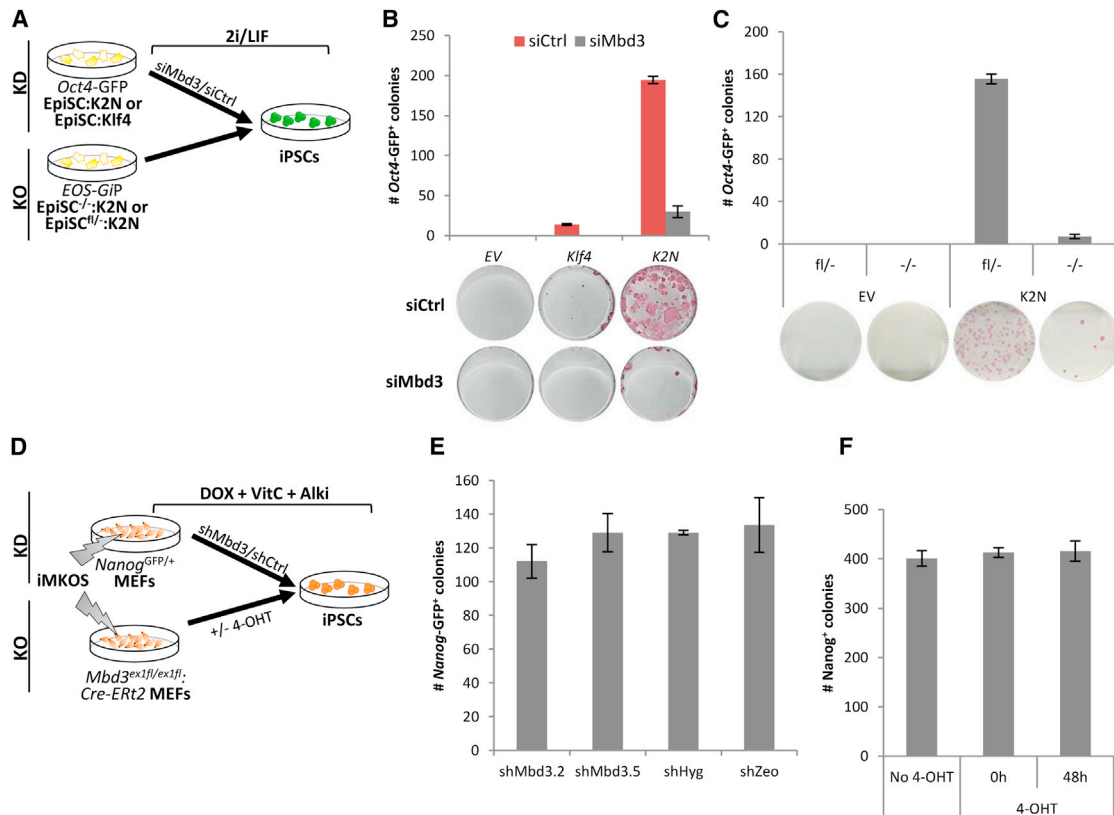 A
2i/LIF
KD
siMbd3/siCtrl
Oct4-GFP
EpiSC:K2N or
EpiSC:Klf4
iPSCs
KO
EOS-GiP
EpiSC-/-:K2N or
EpiSCfl/-:K2N
B
siCtrl siMbd3
# Oct4-GFP+ colonies
250
200
150
100
50
0
EV Klf4 K2N
siCtrl
siMbd3
C
# Oct4-GFP+ colonies
200
160
120
80
40
0
fl/- -/- fl/- -/-
EV K2N
D
DOX + VitC + Alki
KD
shMbd3/shCtrl
iMKOS
NanogGFP/+
MEFs
iPSCs
KO
+/- 4-OHT
Mbd3ex1fl/ex1fl:
Cre-ERt2 MEFs
E
# Nanog-GFP+ colonies
160
140
120
100
80
60
40
20
0
shMbd3.2 shMbd3.5 shHyg shZeo
F
# Nanog+ colonies
500
400
300
200
100
0
No 4-OHT 0h 48h
4-OHT